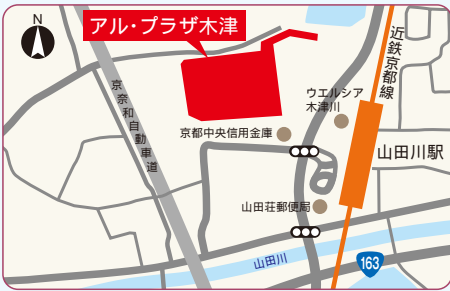 N
アル・プラザ木津
近鉄京都線
ウエルシア
木津川
京奈和自動車道
京都中央信用金庫
山田川駅
山田荘郵便局
山田川
163